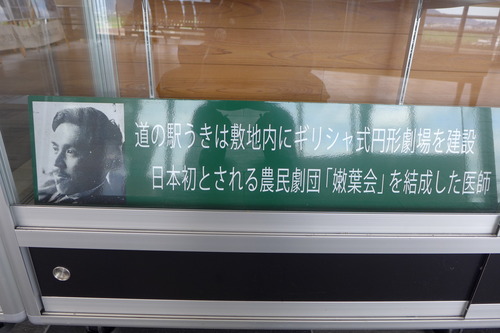 道の駅うきは敷地内にギリシャ式円形劇場を建設
日本初とされる農民劇団「嫩葉会」を結成した医師